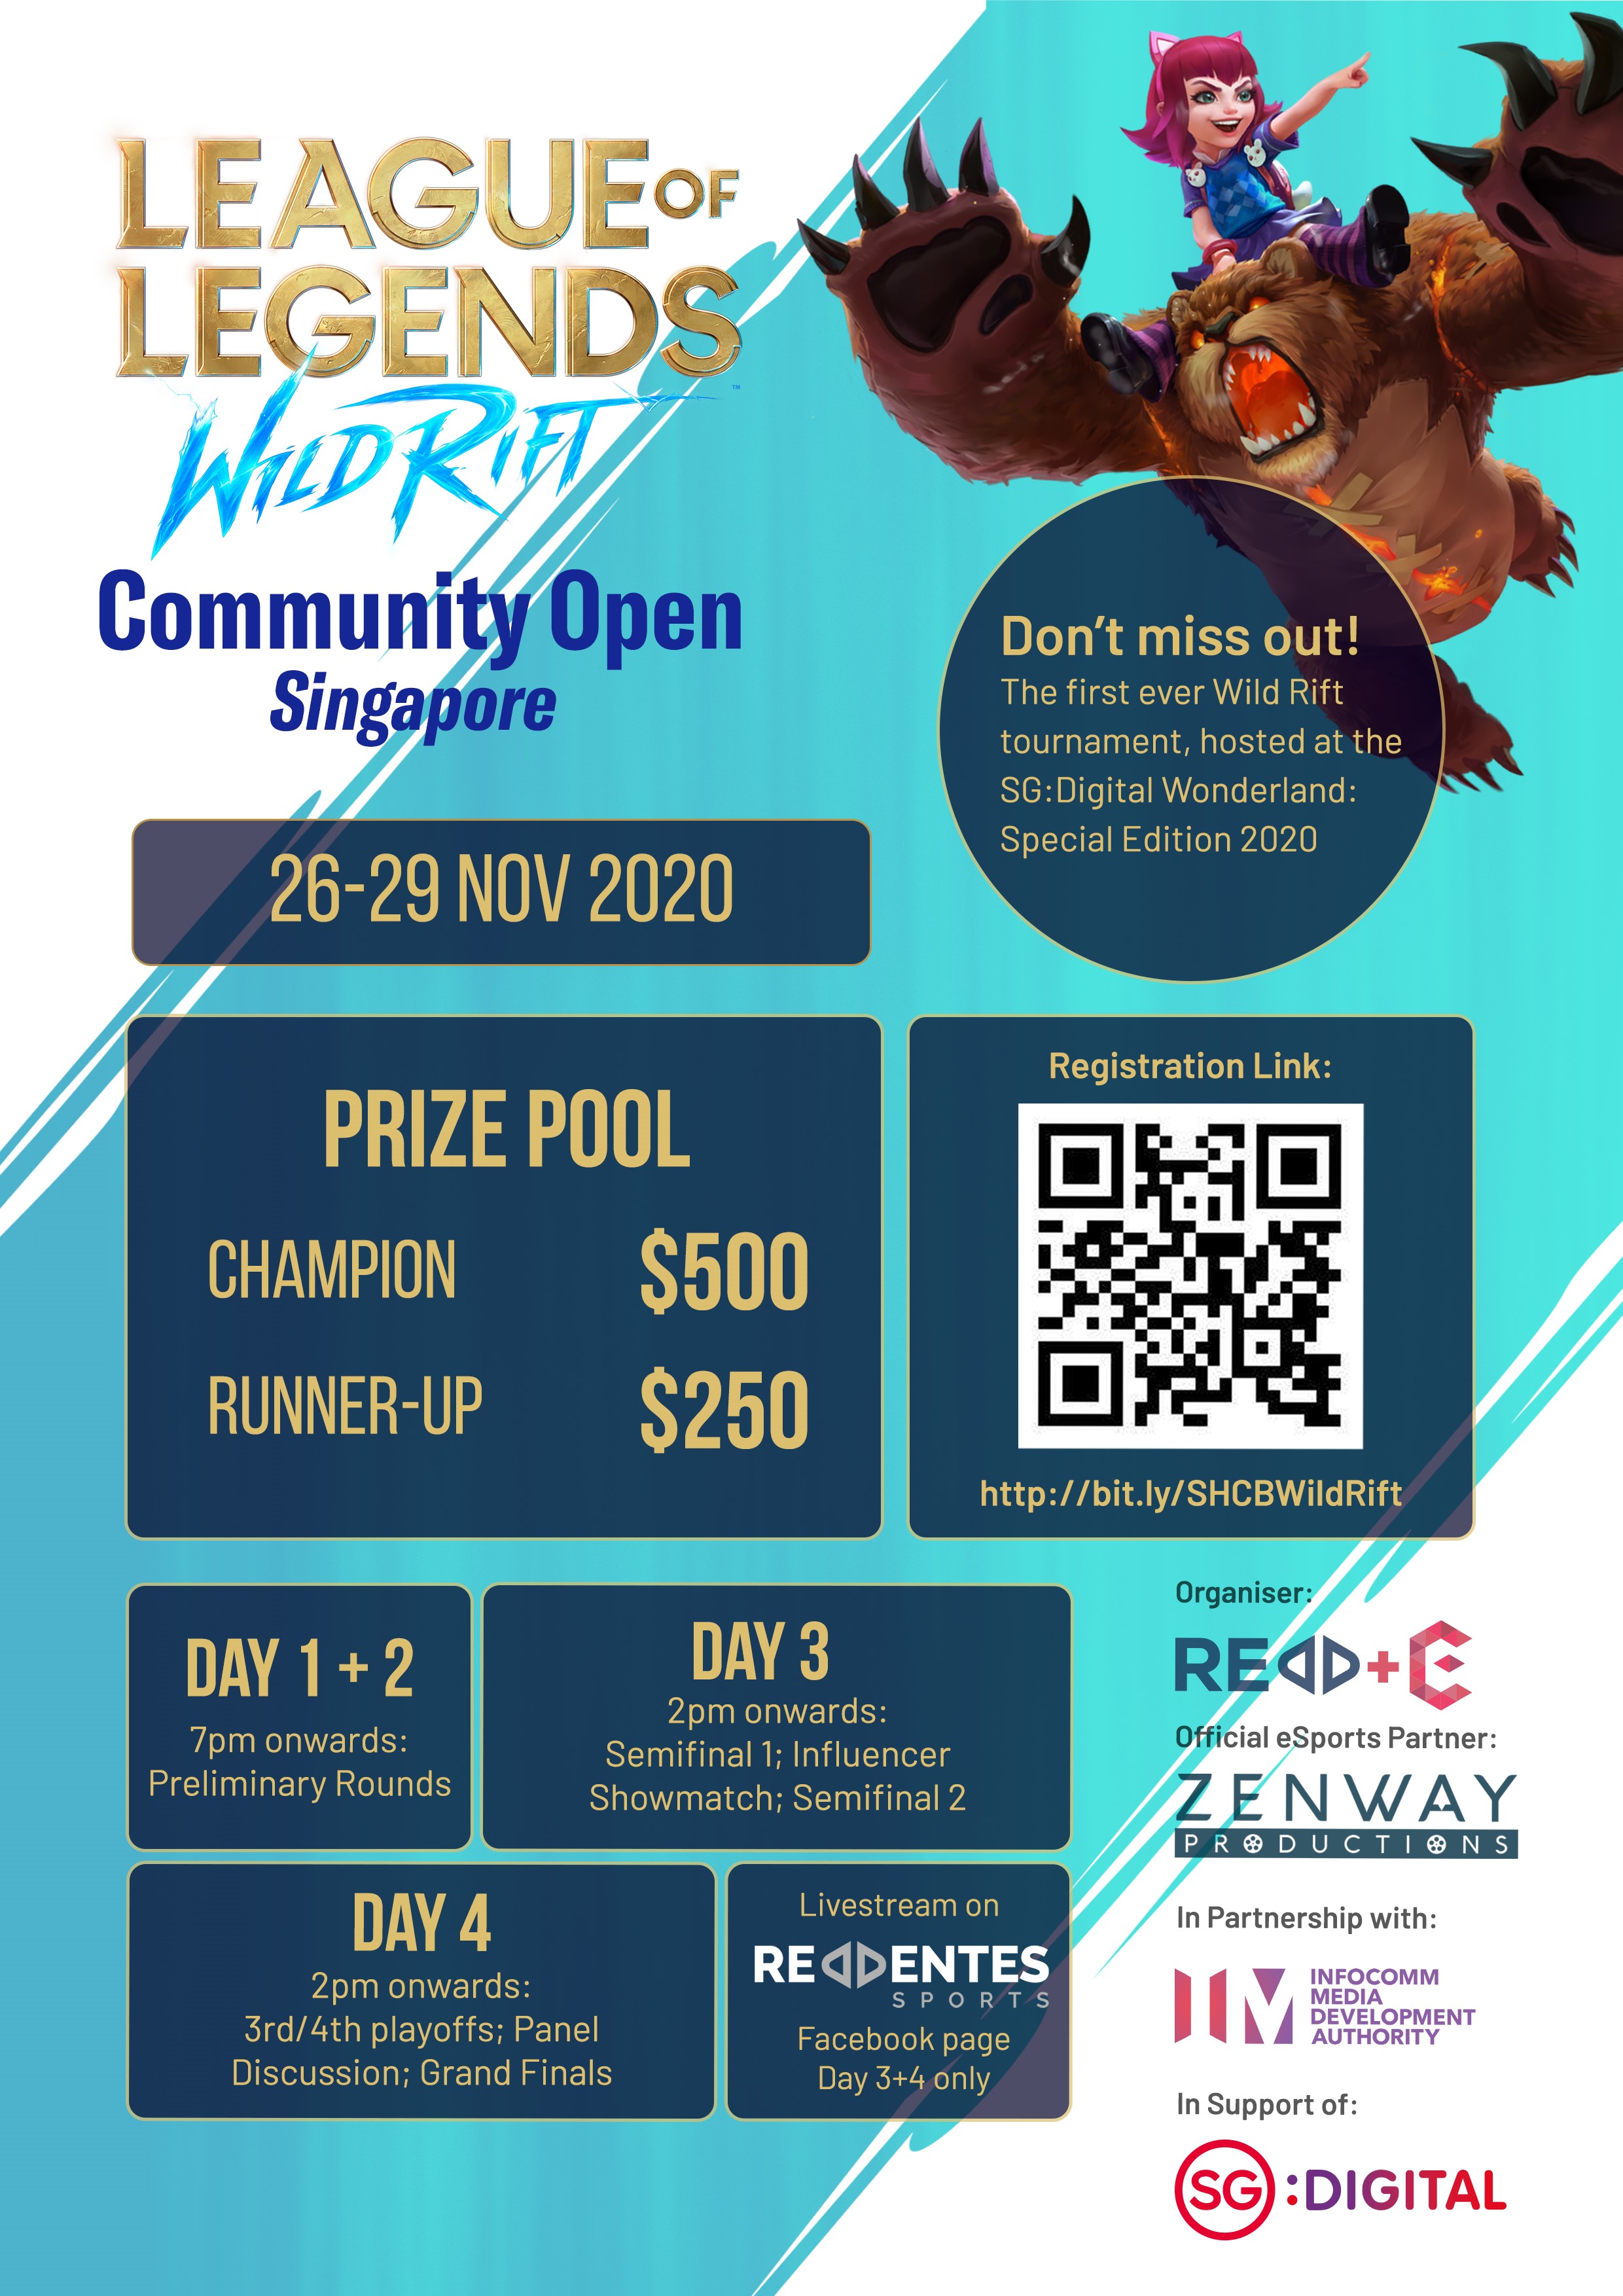 LEAGUE OF
LEGENDS
WILD RIFT
™
Community Open
Singapore
Don't miss out!
The first ever Wild Rift
tournament, hosted at the
SG:Digital Wonderland:
Special Edition 2020
26-29 NOV 2020
PRIZE POOL
CHAMPION $500
RUNNER-UP $250
Registration Link:
http://bit.ly/SHCBWildRift
DAY 1 + 2
7pm onwards:
Preliminary Rounds
DAY 3
2pm onwards:
Semifinal 1; Influencer
Showmatch; Semifinal 2
DAY 4
2pm onwards:
3rd/4th playoffs; Panel
Discussion; Grand Finals
Livestream on
REDDENTES
SPORTS
Facebook page
Day 3+4 only
Organiser:
REDD+E
Official eSports Partner:
ZENWAY
PRODUCTIONS
In Partnership with:
IM
INFOCOMM
MEDIA
DEVELOPMENT
AUTHORITY
In Support of:
SG:DIGITAL